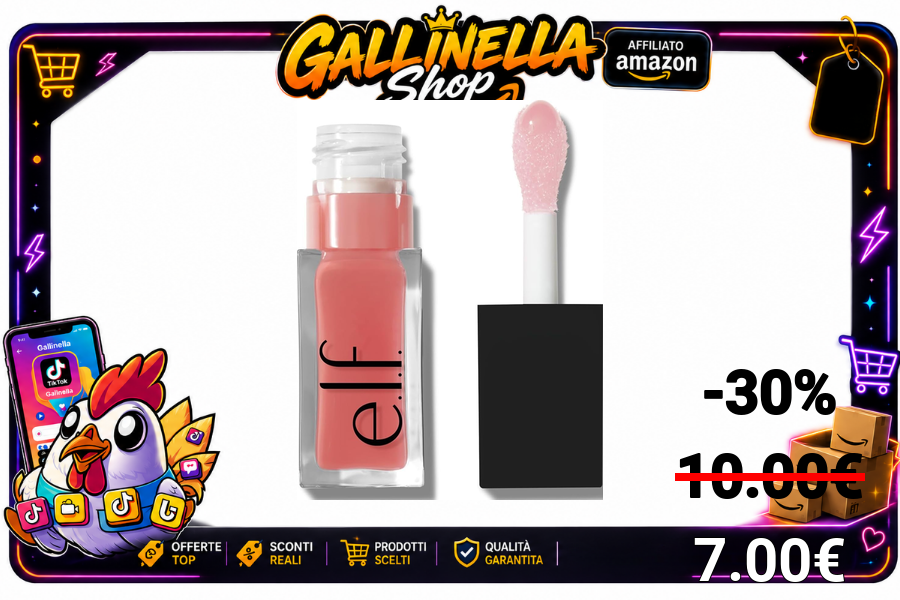 GALLINELLA
Shop
AFFILIATO
amazon
e.l.f.
Gallinella
TikTok
Gallinella
-30%
10.00€
7.00€
OFFERTE
TOP
SCONTI
REALI
PRODOTTI
SCELTI
QUALITÀ
GARANTITA